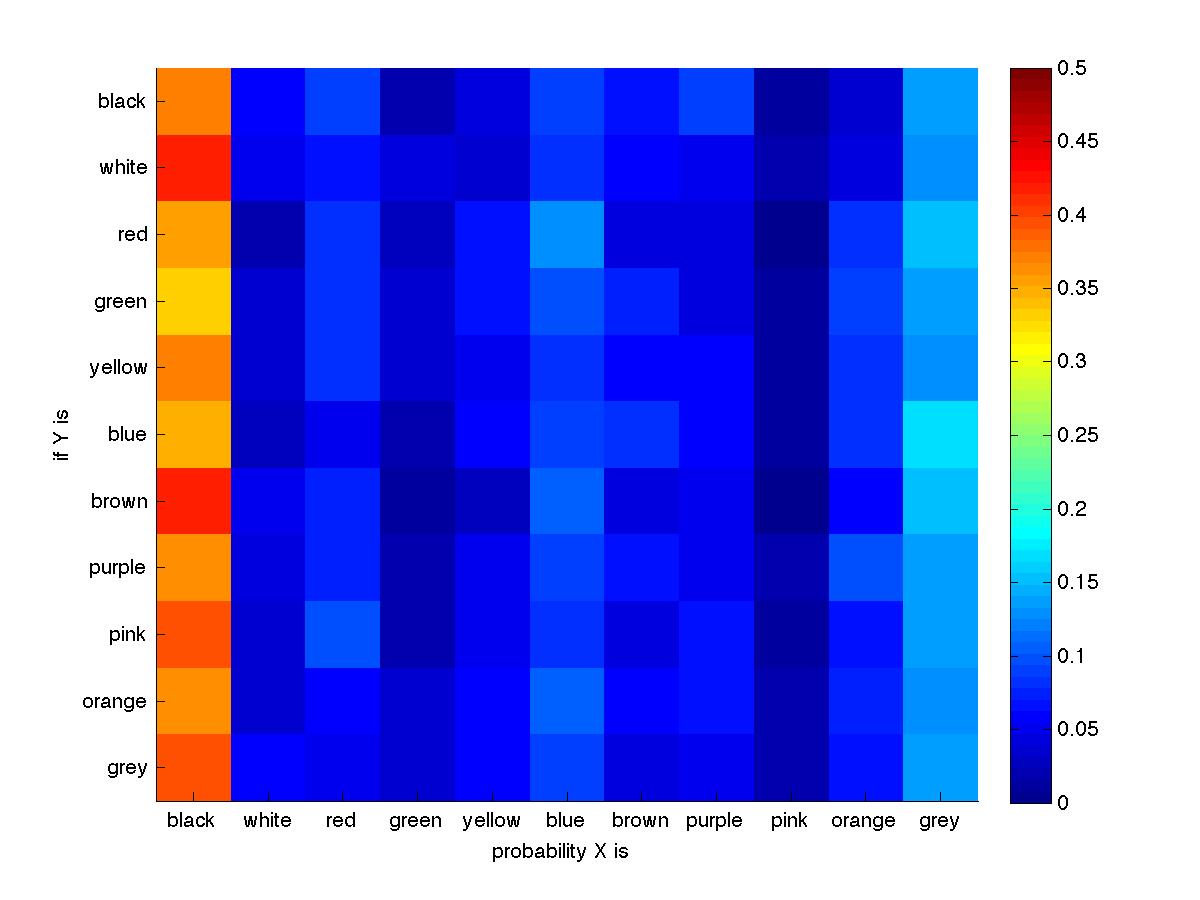 black
white
red
green
yellow
blue
brown
purple
pink
orange
grey
if Y is
black white red green yellow blue brown purple pink orange grey
probability X is
0.5
0.45
0.4
0.35
0.3
0.25
0.2
0.15
0.1
0.05
0